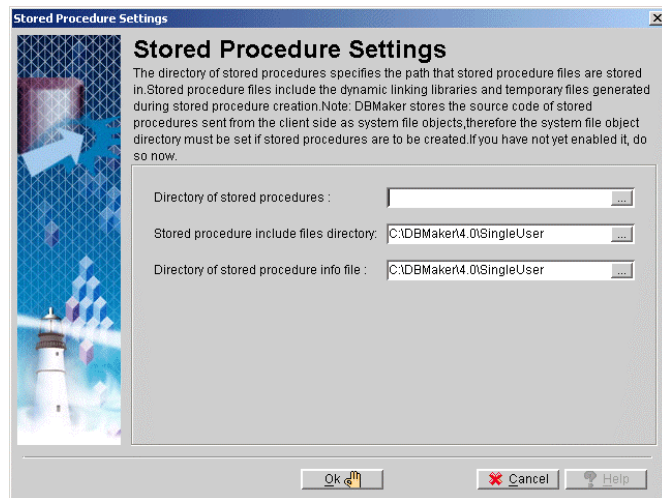 Stored Procedure Settings
Stored Procedure Settings
The directory of stored procedures specifies the path that stored procedure files are stored
in.Stored procedure files include the dynamic linking libraries and temporary files generated
during stored procedure creation.Note: DBMaker stores the source code of stored
procedures sent from the client side as system file objects,therefore the system file object
directory must be set if stored procedures are to be created.If you have not yet enabled it, do
so now.
Directory of stored procedures :
...
Stored procedure include files directory: C:\DBMaker\4.0\SingleUser ...
Directory of stored procedure info file : C:\DBMaker\4.0\SingleUser ...
Ok Cancel Help